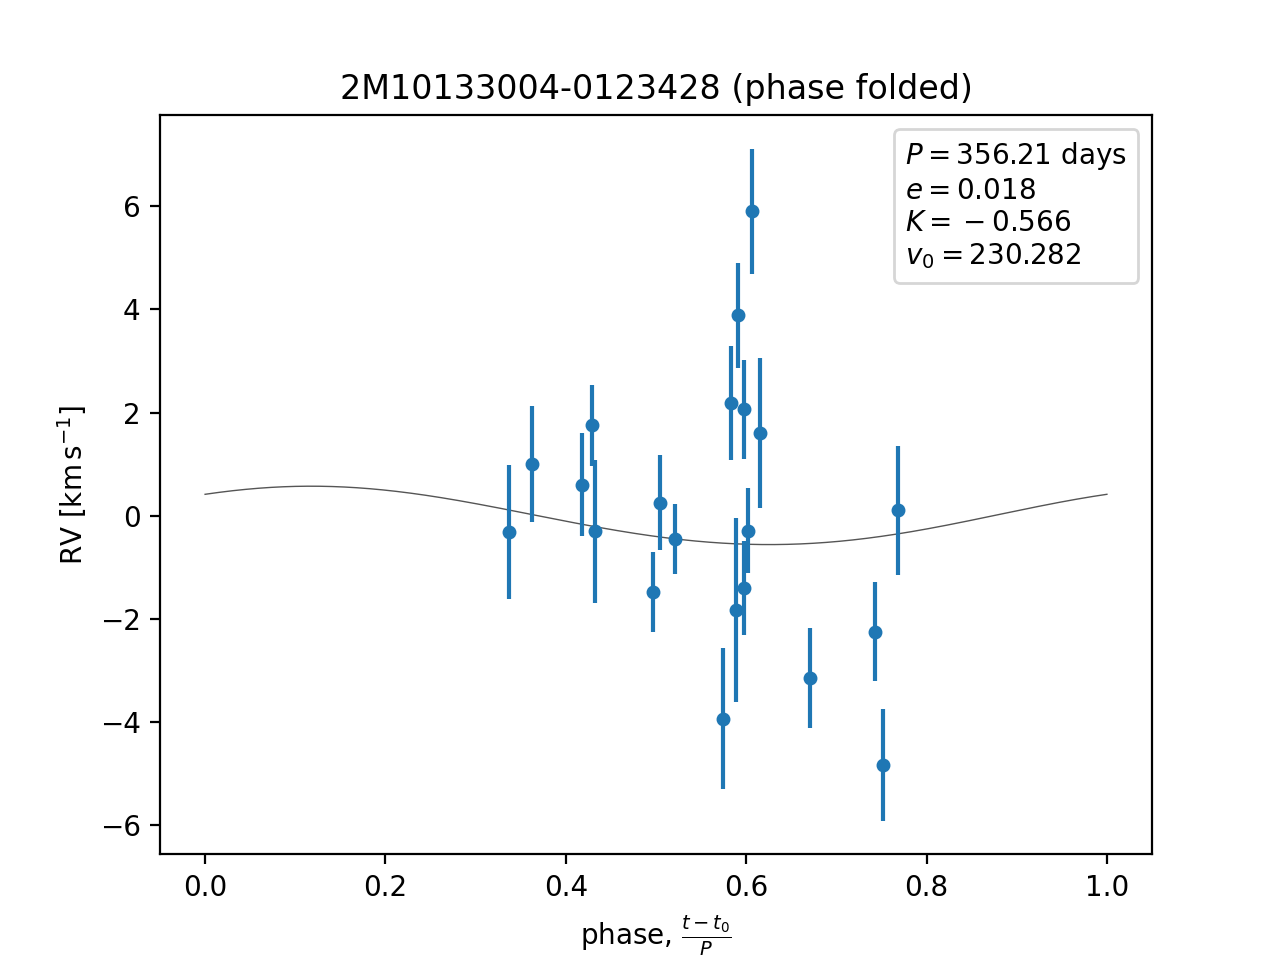 2M10133004-0123428 (phase folded)
P = 356.21 days
e = 0.018
K = −0.566
v₀ = 230.282
RV [km s⁻¹]
6
4
2
0
−2
−4
−6
0.0 0.2 0.4 0.6 0.8 1.0
phase, (t − t₀)/P